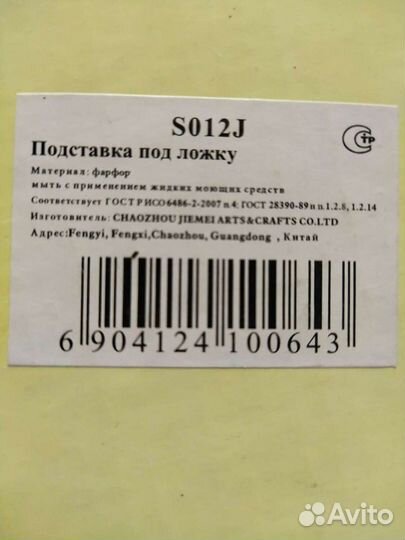 S012J
Подставка под ложку
Материал: фарфор
мыть с применением жидких моющих средств
Соответствует ГОСТ Р ИСО6486-2-2007 п.4; ГОСТ 28390-89 п п.1.2.8, 1.2.14
Изготовитель: CHAOZHOU JIEMEI ARTS&CRAFTS CO.LTD
Адрес:Fengyi, Fengxi,Chaozhou, Guangdong , Китай
6 904124 100643
СТР
Avito